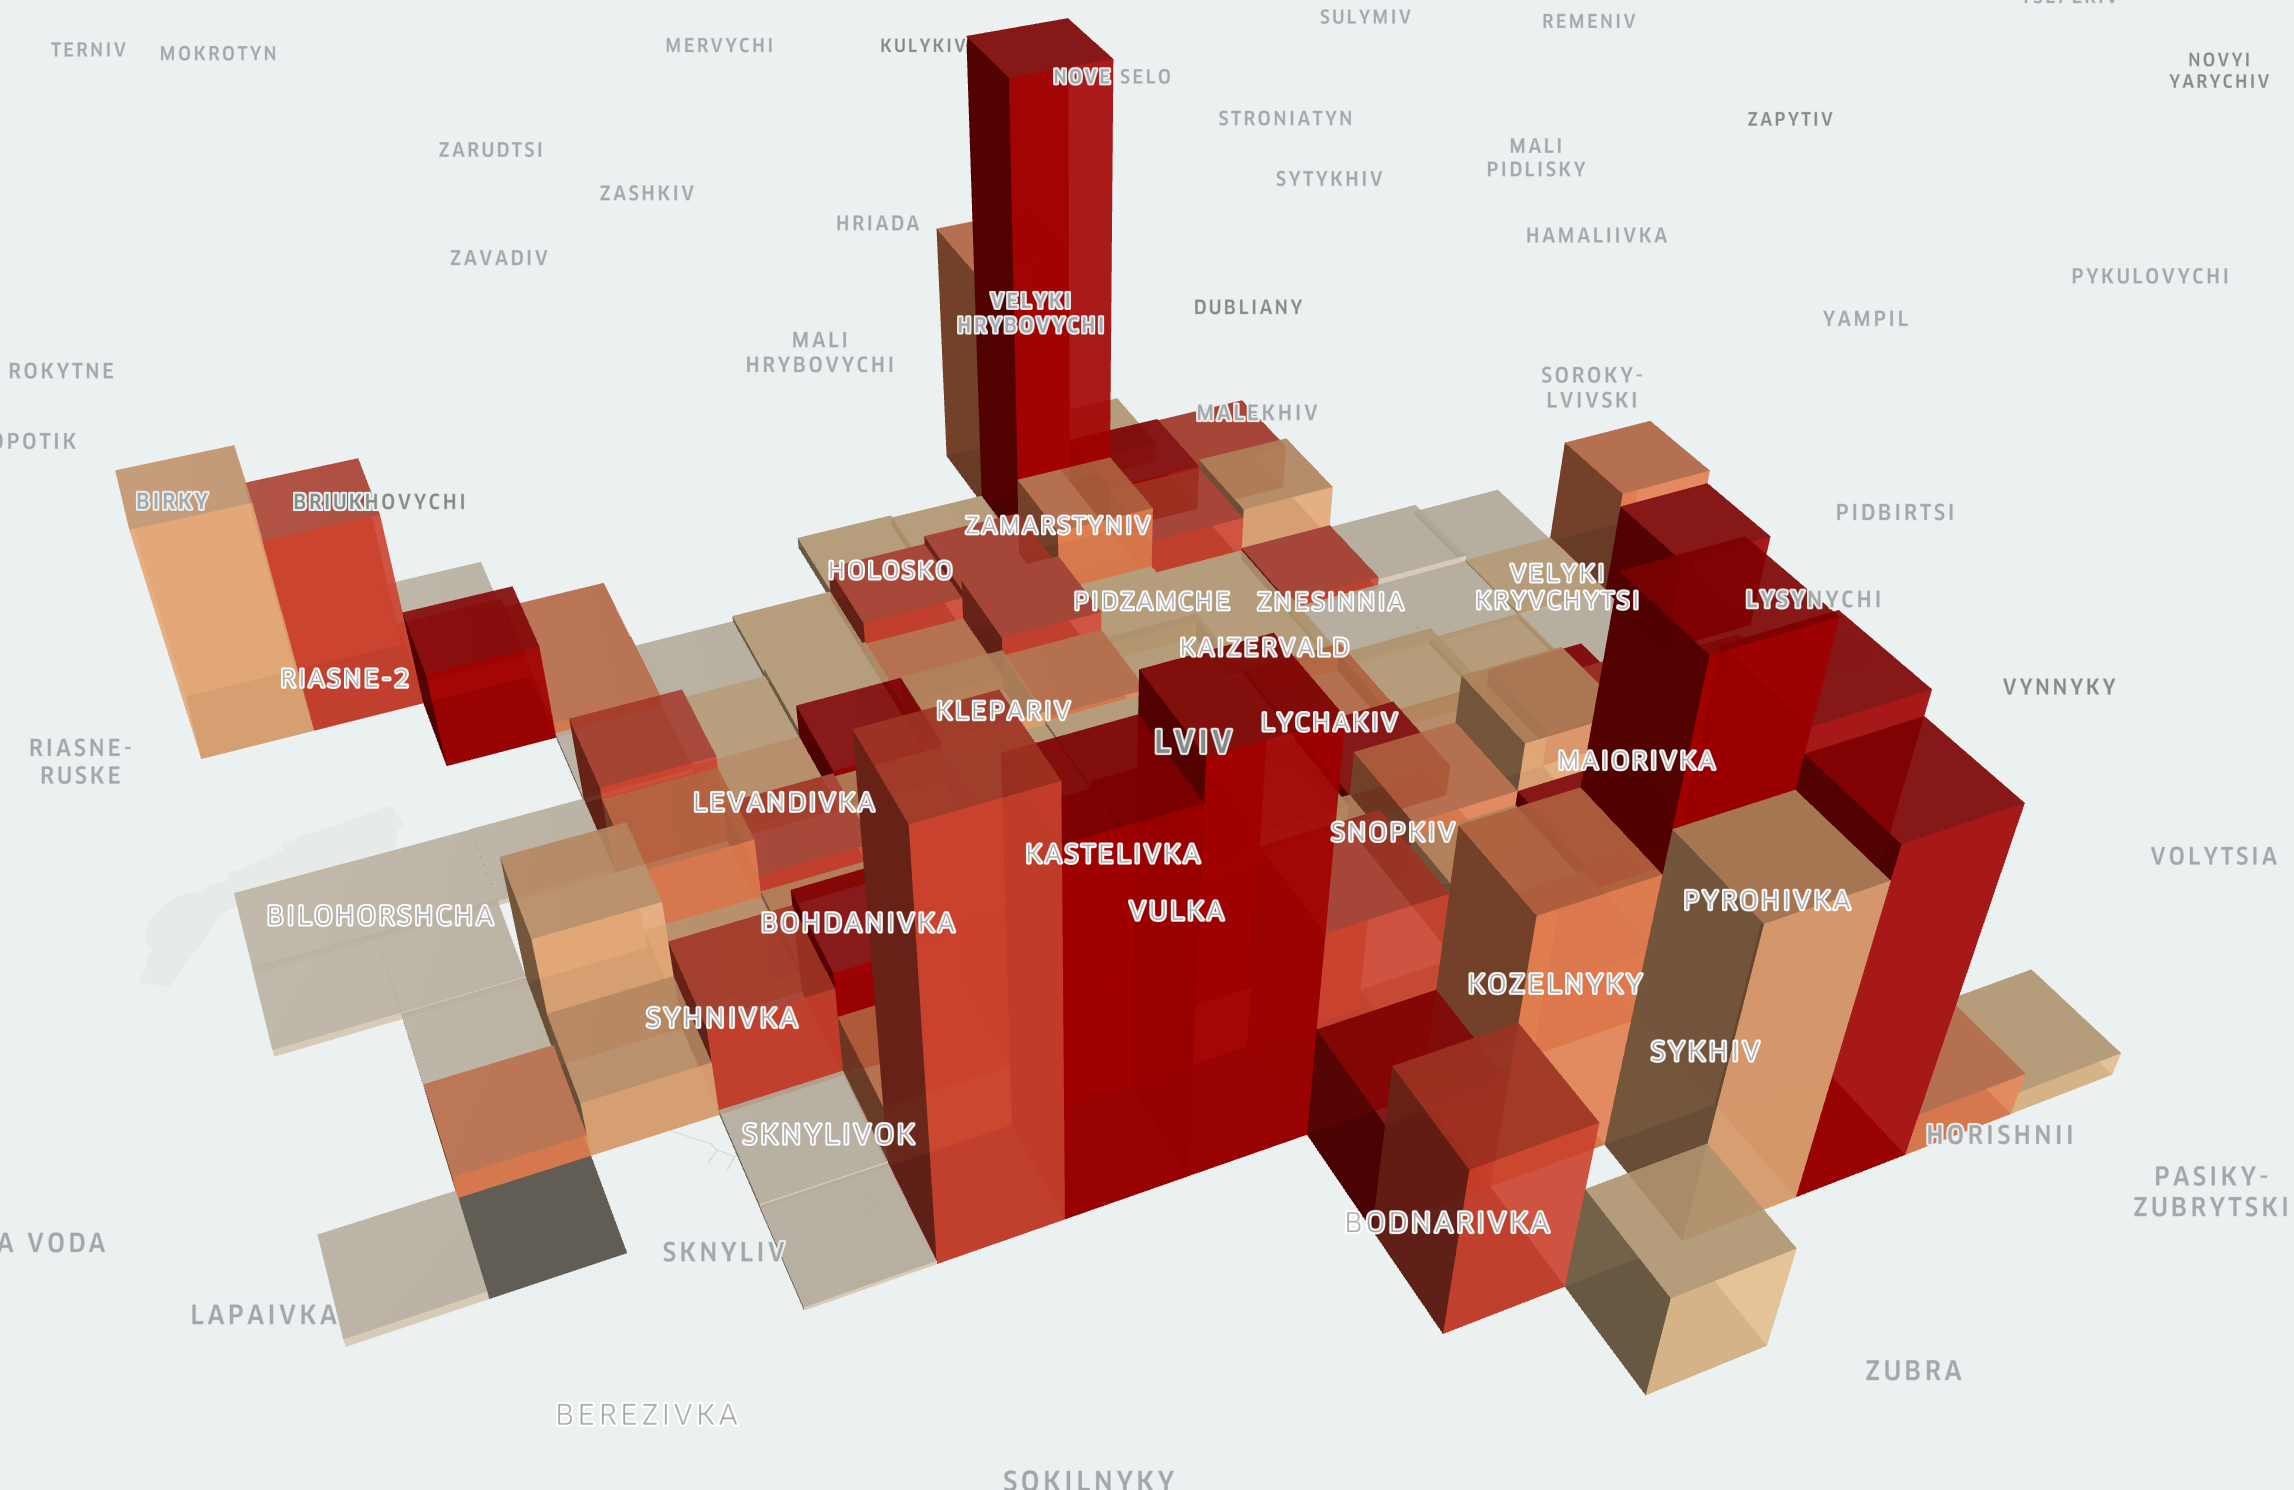 SULYMIV
REMENIV
TERNIV
MOKROTYN
MERVYCHI
KULYKIV
NOVYI
YARYCHIV
NOVE SELO
STRONIATYN
ZAPYTIV
ZARUDTSI
MALI
PIDLISKY
SYTYKHIV
ZASHKIV
HRIADA
HAMALIIVKA
ZAVADIV
PYKULOVYCHI
VELYKI
HRYBOVYCHI
DUBLIANY
YAMPIL
MALI
HRYBOVYCHI
ROKYTNE
SOROKY-
LVIVSKI
MALEKHIV
OPOTIK
BIRKY
BRIUKHOVYCHI
PIDBIRTSI
ZAMARSTYNIV
HOLOSKO
VELYKI
KRYVCHYTSI
PIDZAMCHE
ZNESINNIA
LYSYNYCHI
KAIZERVALD
RIASNE-2
VYNNYKY
KLEPARIV
LYCHAKIV
LVIV
RIASNE-
RUSKE
MAIORIVKA
LEVANDIVKA
SNOPKIV
KASTELIVKA
VOLYTSIA
PYROHIVKA
VULKA
BILOHORSHCHA
BOHDANIVKA
KOZELNYKY
SYHNIVKA
SYKHIV
SKNYLIVOK
HORISHNII
PASIKY-
ZUBRYTSKI
BODNARIVKA
A VODA
SKNYLIV
LAPAIVKA
ZUBRA
BEREZIVKA
SOKILNYKY